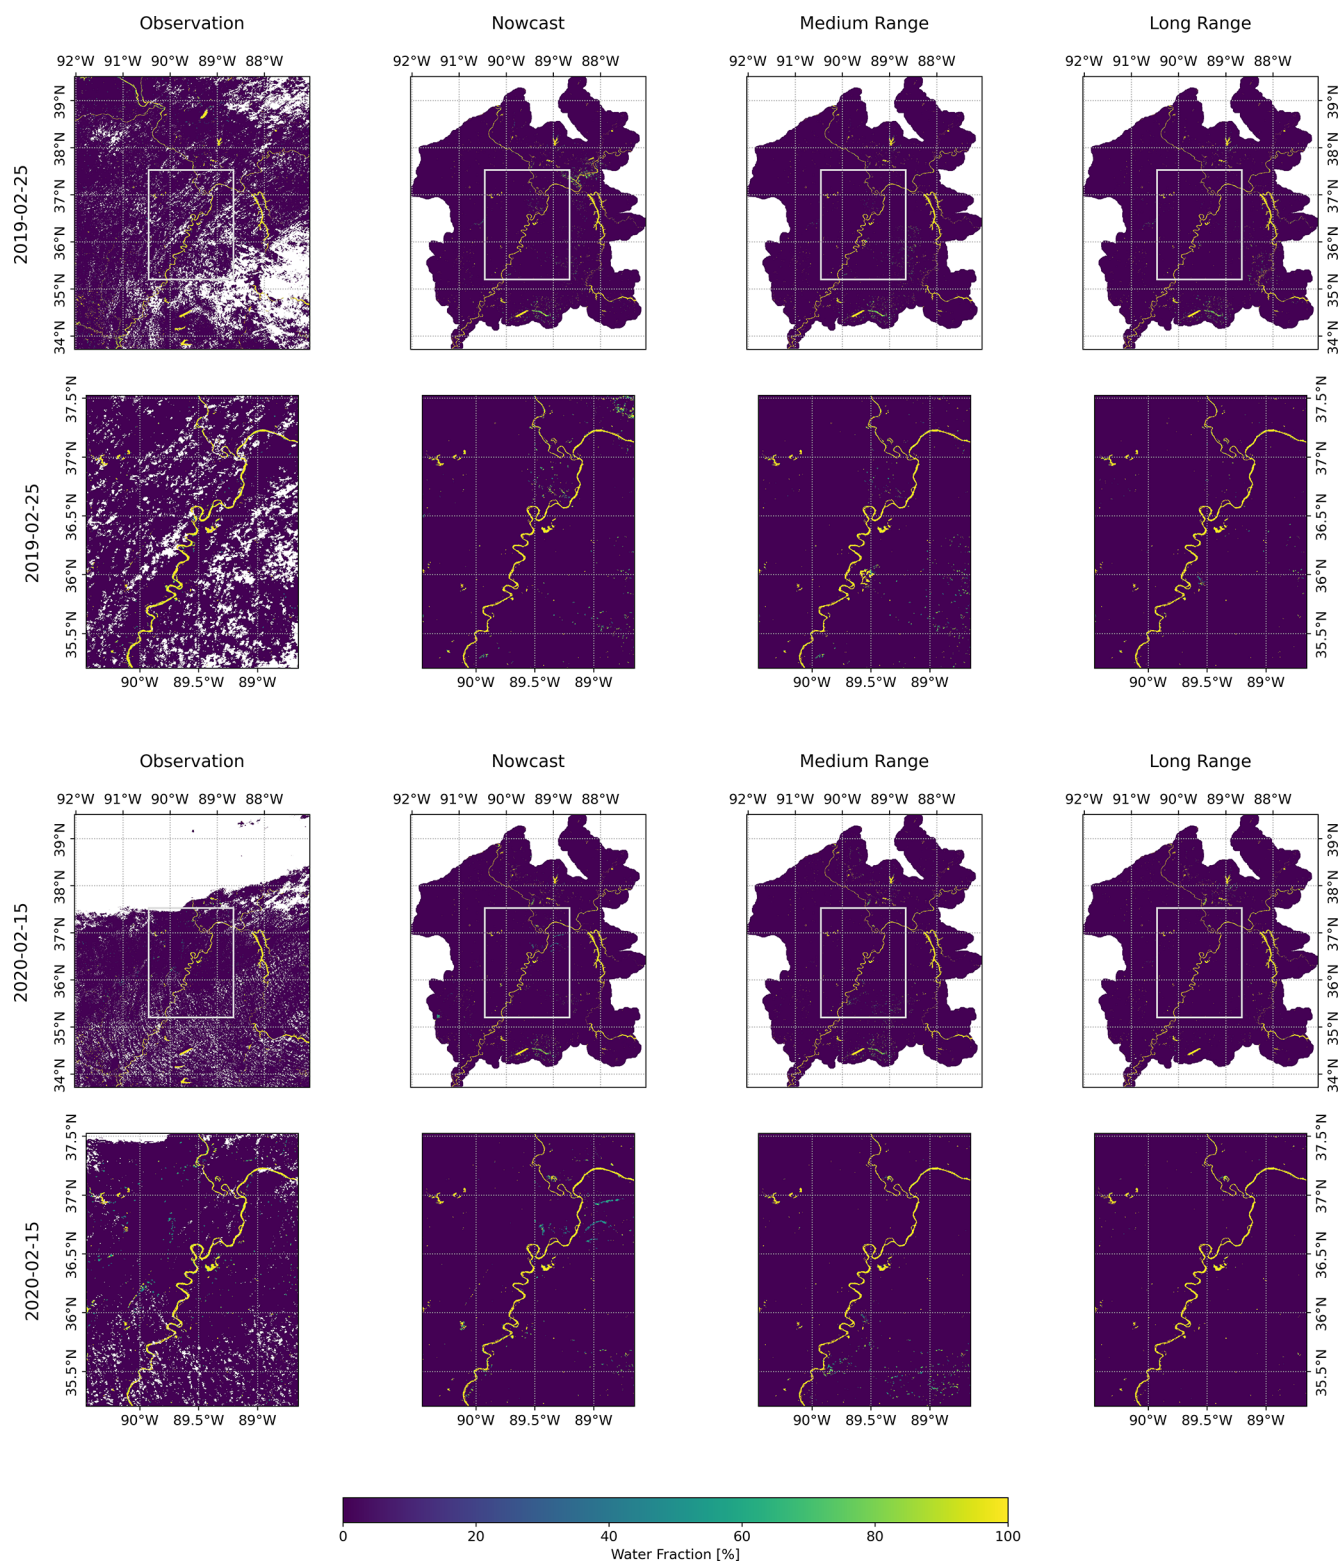 Observation Nowcast Medium Range Long Range
92°W 91°W 90°W 89°W 88°W 92°W 91°W 90°W 89°W 88°W 92°W 91°W 90°W 89°W 88°W 92°W 91°W 90°W 89°W 88°W
2019-02-25
39°N 38°N 37°N 36°N 35°N 34°N
39°N 38°N 37°N 36°N 35°N 34°N
2019-02-25
37.5°N 37°N 36.5°N 36°N 35.5°N
37.5°N 37°N 36.5°N 36°N 35.5°N
90°W 89.5°W 89°W 90°W 89.5°W 89°W 90°W 89.5°W 89°W 90°W 89.5°W 89°W
Observation Nowcast Medium Range Long Range
92°W 91°W 90°W 89°W 88°W 92°W 91°W 90°W 89°W 88°W 92°W 91°W 90°W 89°W 88°W 92°W 91°W 90°W 89°W 88°W
2020-02-15
39°N 38°N 37°N 36°N 35°N 34°N
39°N 38°N 37°N 36°N 35°N 34°N
2020-02-15
37.5°N 37°N 36.5°N 36°N 35.5°N
37.5°N 37°N 36.5°N 36°N 35.5°N
90°W 89.5°W 89°W 90°W 89.5°W 89°W 90°W 89.5°W 89°W 90°W 89.5°W 89°W
0 20 40 60 80 100
Water Fraction [%]